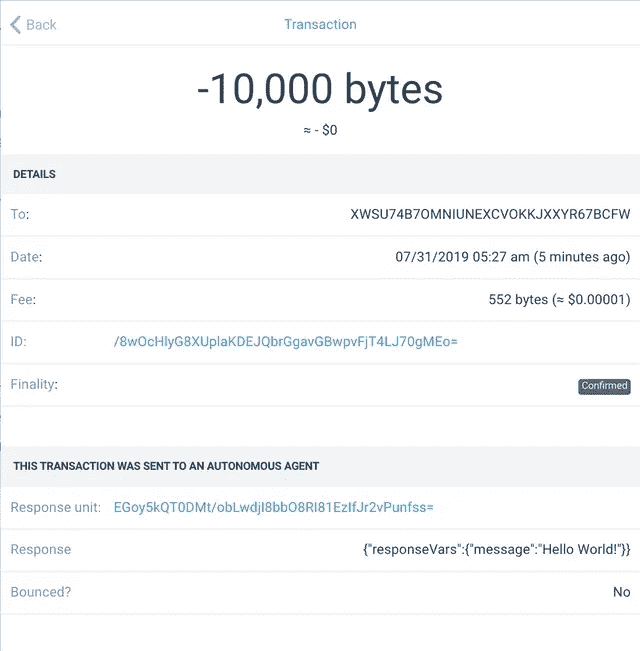 Back
Transaction
-10,000 bytes
≈ - $0
DETAILS
To: XWSU74B7OMNIUNEXCVOKKJXXYR67BCFW
Date: 07/31/2019 05:27 am (5 minutes ago)
Fee: 552 bytes (≈ $0.00001)
ID: /8wOcHlyG8XUplaKDEJQbrGgavGBwpvFjT4LJ70gMEo=
Finality: Confirmed
THIS TRANSACTION WAS SENT TO AN AUTONOMOUS AGENT
Response unit: EGoy5kQT0DMt/obLwdjI8bbO8RI81EzIfJr2vPunfss=
Response {"responseVars":{"message":"Hello World!"}}
Bounced? No